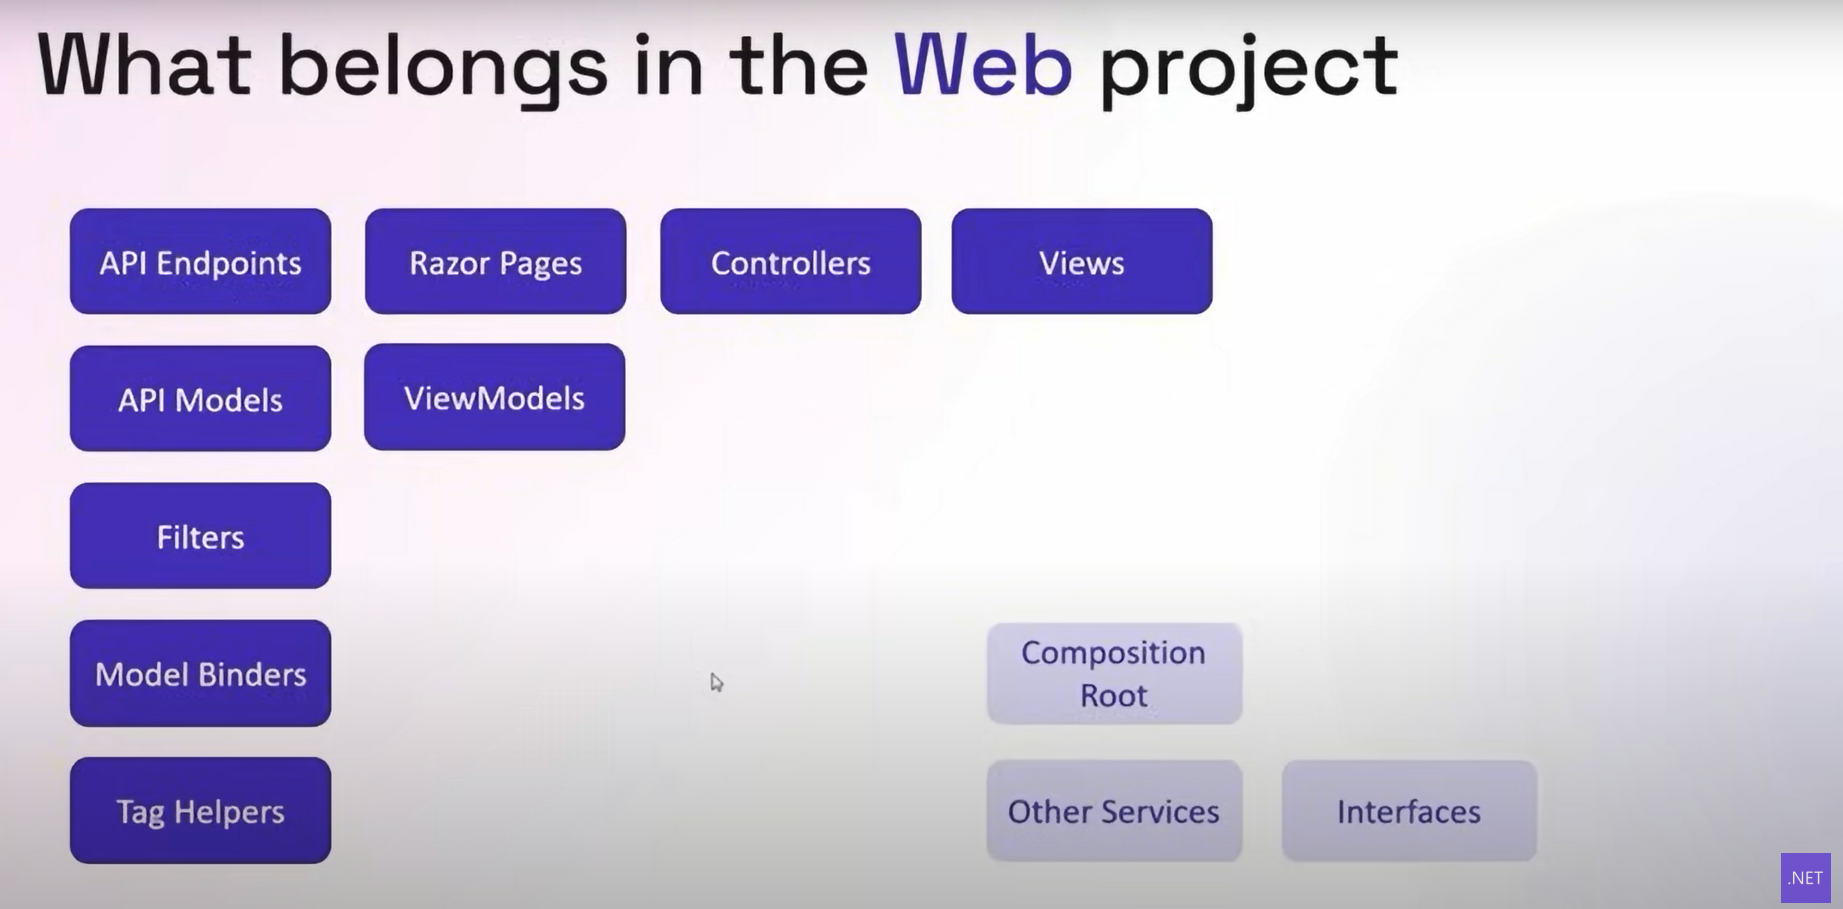 What belongs in the Web project
API Endpoints
Razor Pages
Controllers
Views
API Models
ViewModels
Filters
Model Binders
Composition
Root
Tag Helpers
Other Services
Interfaces
.NET